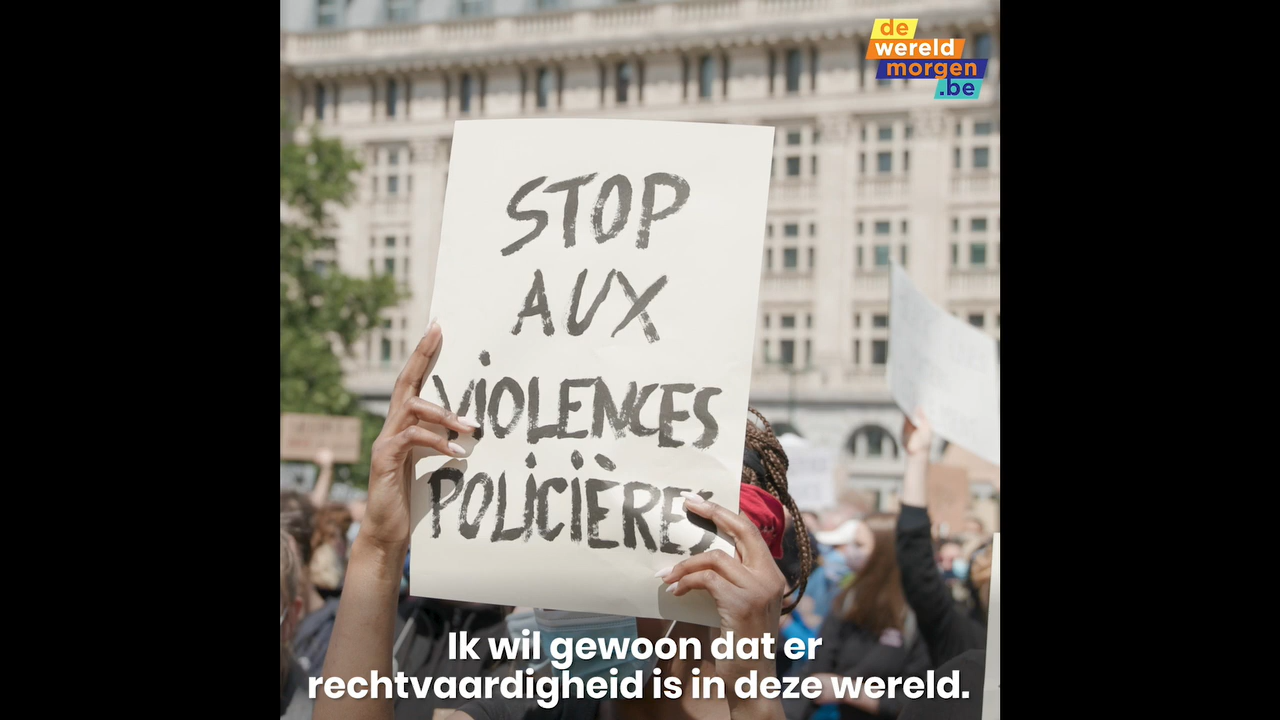 de
wereld
morgen
.be
STOP
AUX
VIOLENCES
POLICIÈRES
Ik wil gewoon dat er
rechtvaardigheid is in deze wereld.